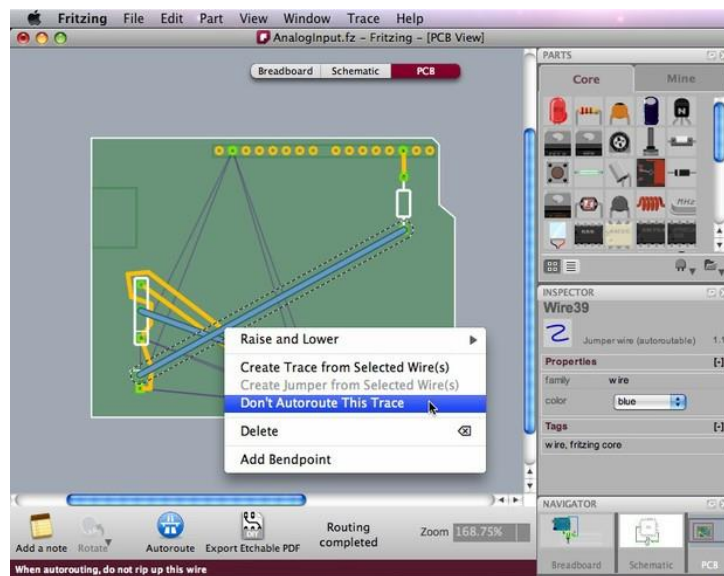 Fritzing File Edit Part View Window Trace Help
AnalogInput.fz – Fritzing – [PCB View]
Breadboard Schematic PCB
PARTS
Core Mine
MHz
INSPECTOR
Wire39
Jumper wire (autoroutable) 1.1
Properties [-]
family wire
color blue
Tags [-]
wire, fritzing core
Raise and Lower
Create Trace from Selected Wire(s)
Create Jumper from Selected Wire(s)
Don't Autoroute This Trace
Delete
Add Bendpoint
NAVIGATOR
Breadboard Schematic PCB
Add a note Rotate Autoroute Export Etchable PDF
Routing
completed
Zoom 168.75%
When autorouting, do not rip up this wire